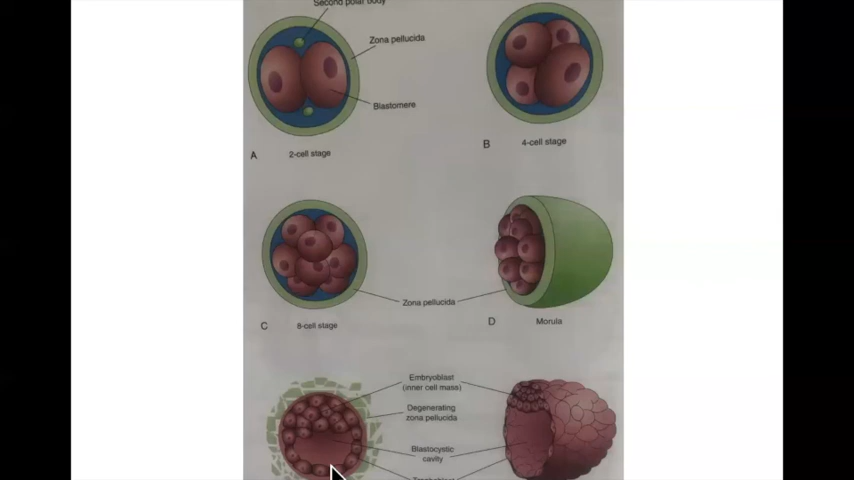 Second polar body
Zona pellucida
Blastomere
A
2-cell stage
B
4-cell stage
Zona pellucida
C
8-cell stage
D
Morula
Embryoblast
(inner cell mass)
Degenerating
zona pellucida
Blastocystic
cavity